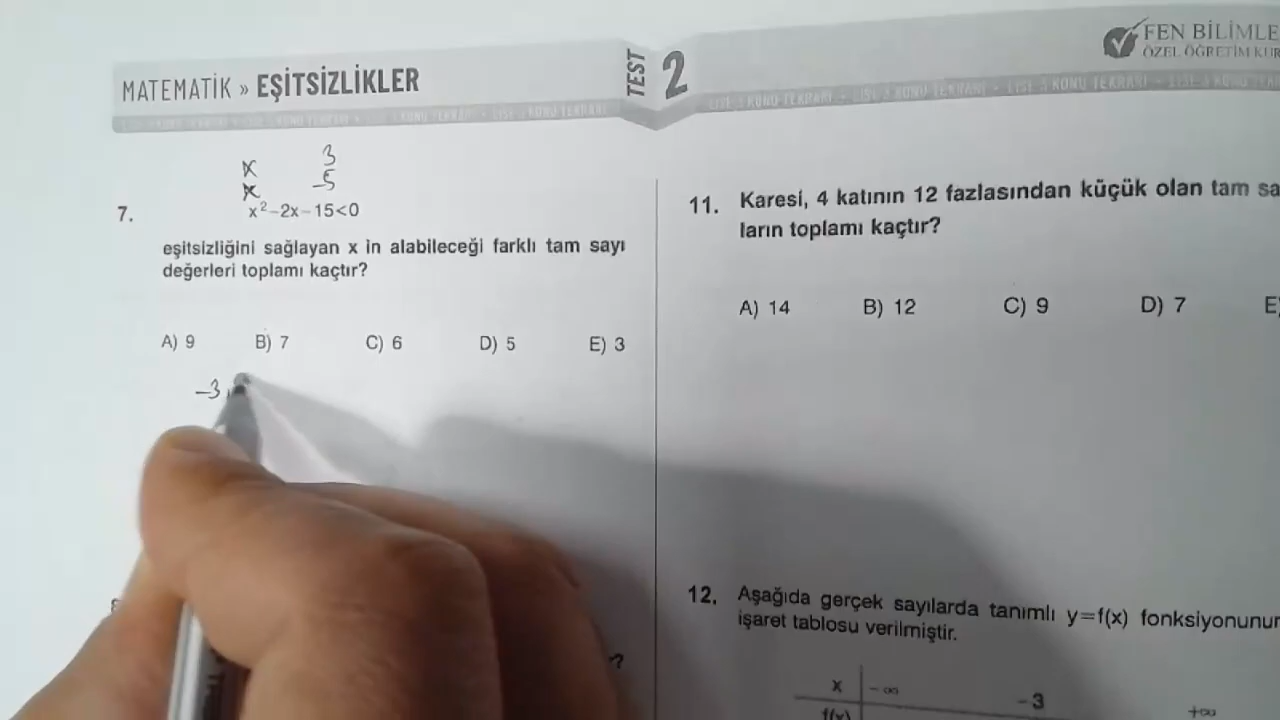 MATEMATİK » EŞİTSİZLİKLER
TEST 2
FEN BİLİMLE
ÖZEL ÖĞRETİM KUR
x 3
x -5
7.
x²-2x-15<0
eşitsizliğini sağlayan x in alabileceği farklı tam sayı
değerleri toplamı kaçtır?
A) 9 B) 7 C) 6 D) 5 E) 3
-3
11. Karesi, 4 katının 12 fazlasından küçük olan tam sa
ların toplamı kaçtır?
A) 14 B) 12 C) 9 D) 7 E)
12. Aşağıda gerçek sayılarda tanımlı y=f(x) fonksiyonunun
işaret tablosu verilmiştir.
x -∞ -3 +∞
f(x)